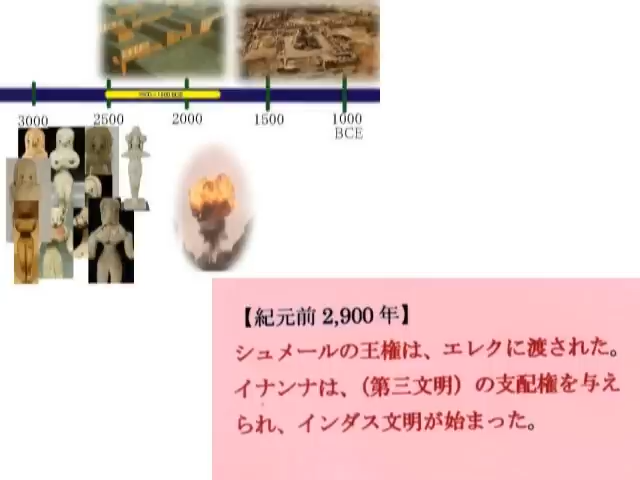 3000 2500 2000 1500 1000
BCE
【紀元前 2,900 年】
シュメールの王権は、エレクに渡された。
イナンナは、（第三文明）の支配権を与え
られ、インダス文明が始まった。